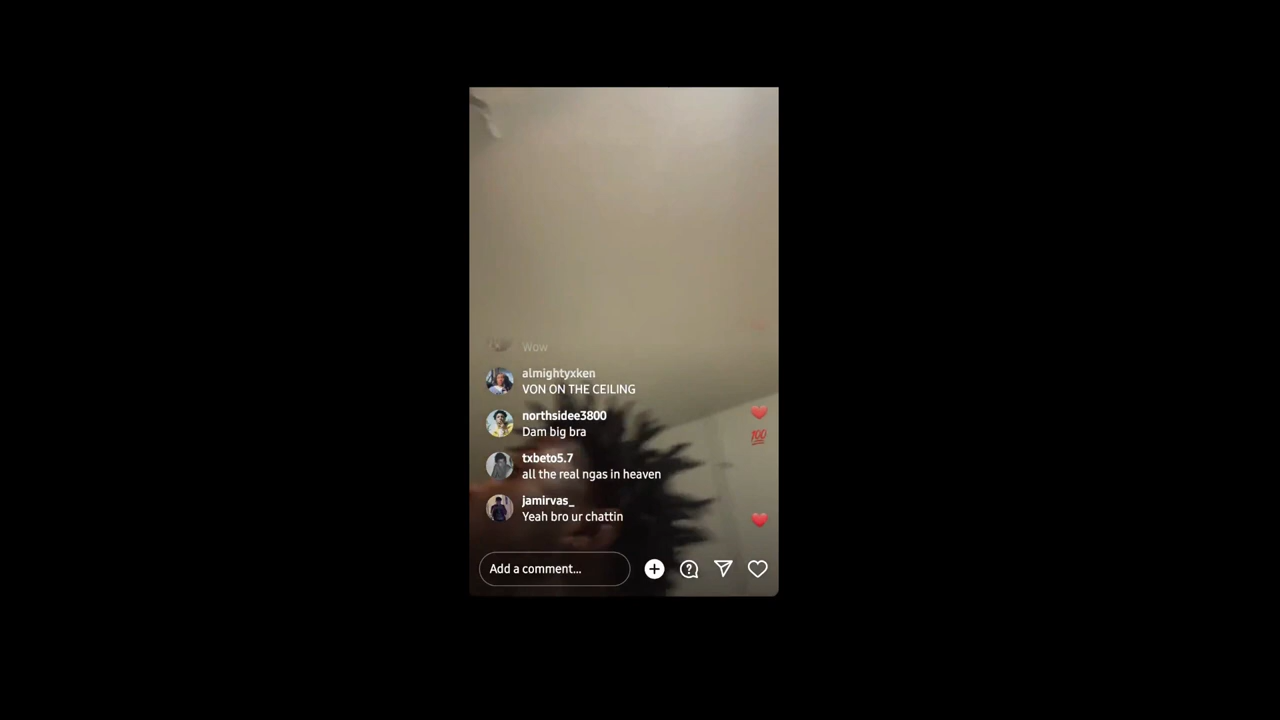 Wow
almightyxken
VON ON THE CEILING
northsidee3800
Dam big bra
txbeto5.7
all the real ngas in heaven
jamirvas_
Yeah bro ur chattin
Add a comment...